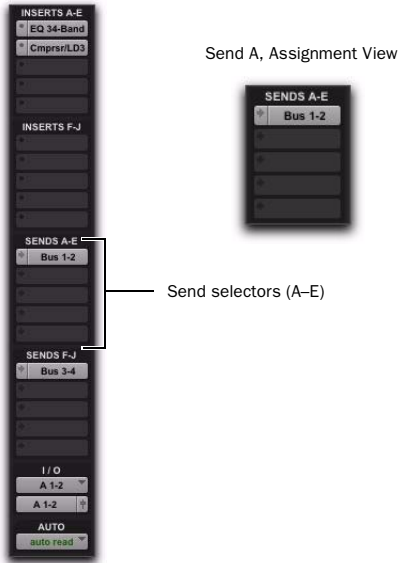 INSERTS A-E
EQ 34-Band
Cmprsr/LD3
INSERTS F-J
SENDS A-E
Bus 1-2
SENDS F-J
Bus 3-4
I / O
A 1-2
A 1-2
AUTO
auto read
Send A, Assignment View
SENDS A-E
Bus 1-2
Send selectors (A–E)